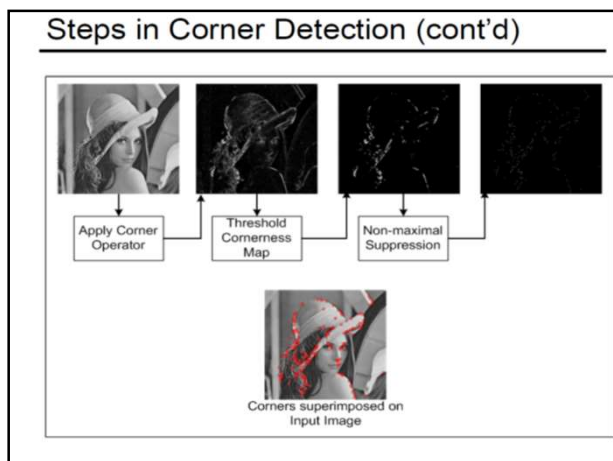 Steps in Corner Detection (cont'd)
Apply Corner
Operator
Threshold
Cornerness
Map
Non-maximal
Suppression
Corners superimposed on
Input Image